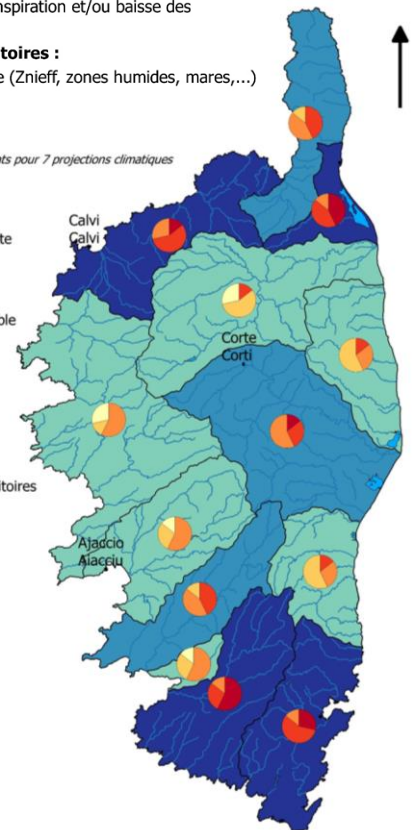 nspiration et/ou baisse des
toires :
e (Znieff, zones humides, mares,...)
nts pour 7 projections climatiques
Calvi
Calvi
te
ble
Corte
Corti
itoires
Ajaccio
Aiacciu